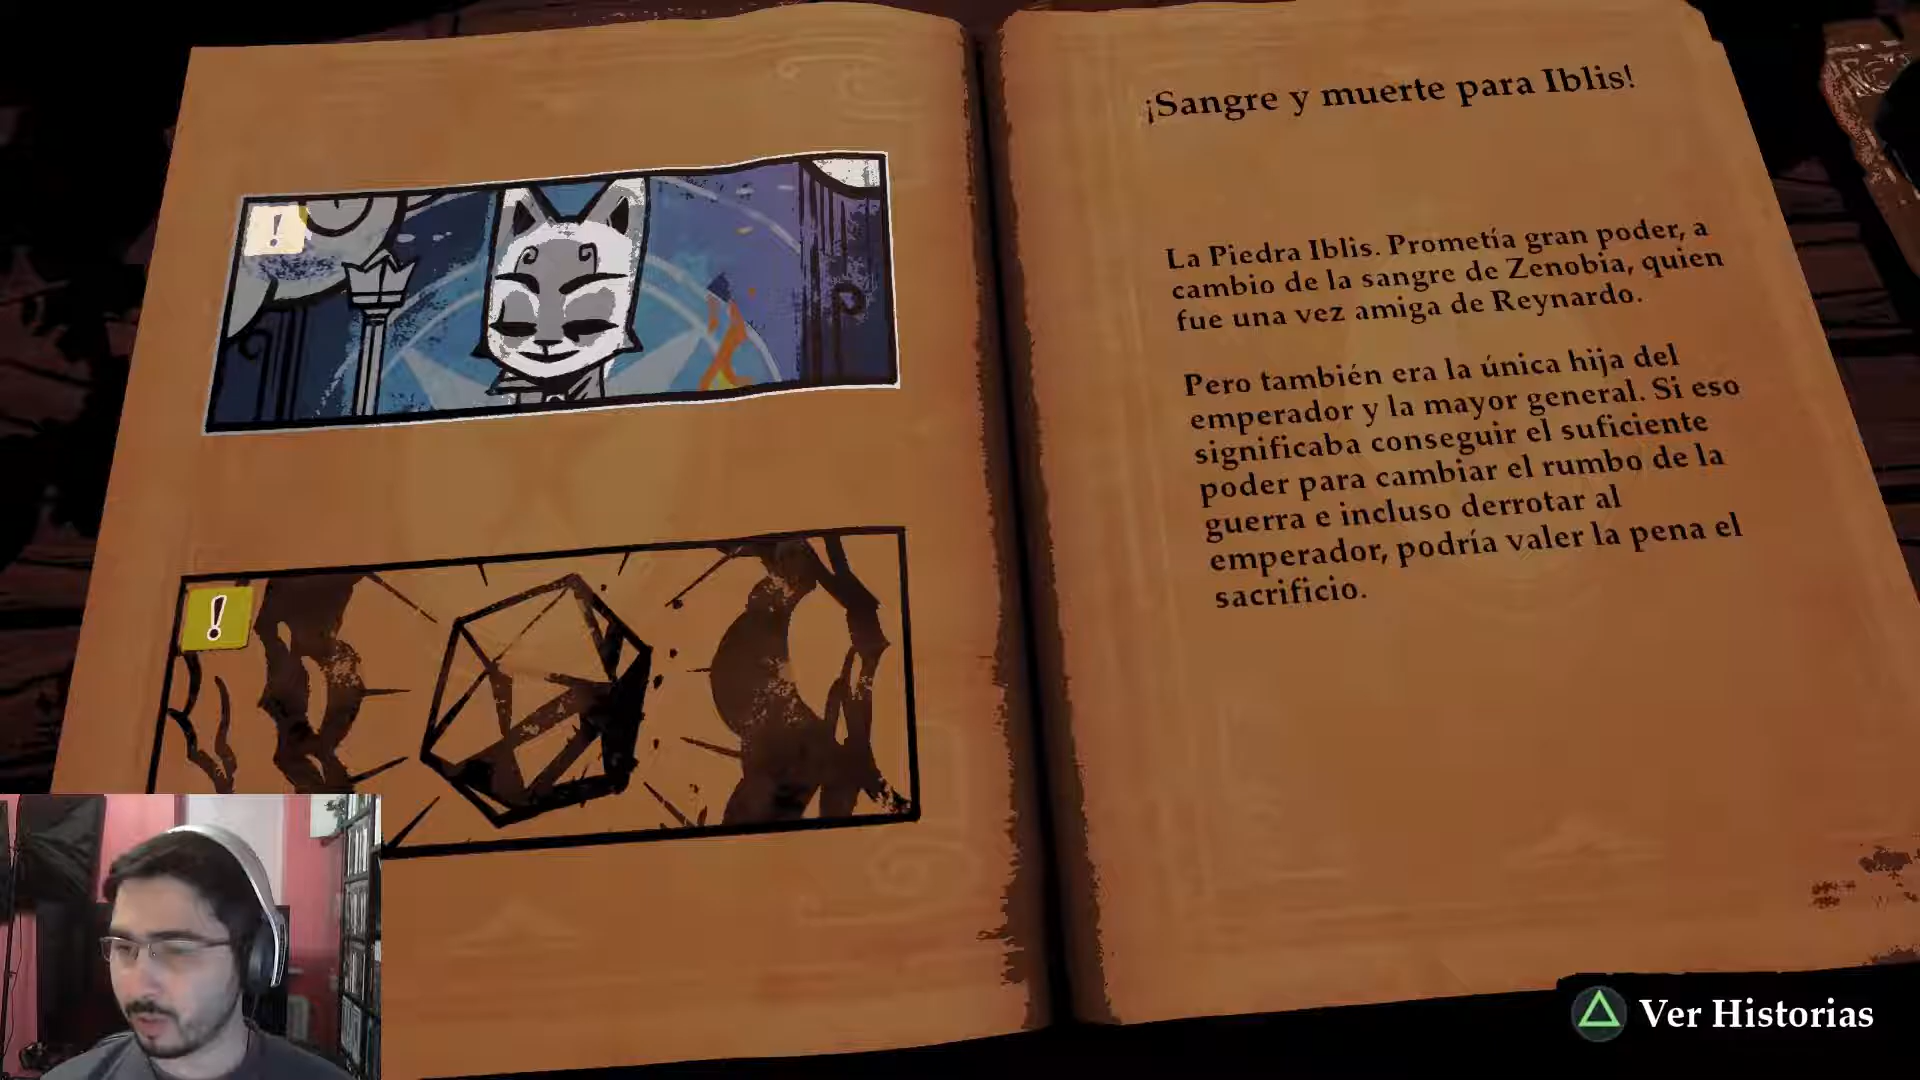 ¡Sangre y muerte para Iblis!
La Piedra Iblis. Prometía gran poder, a
cambio de la sangre de Zenobia, quien
fue una vez amiga de Reynardo.
Pero también era la única hija del
emperador y la mayor general. Si eso
significaba conseguir el suficiente
poder para cambiar el rumbo de la
guerra e incluso derrotar al
emperador, podría valer la pena el
sacrificio.
!
!
Ver Historias